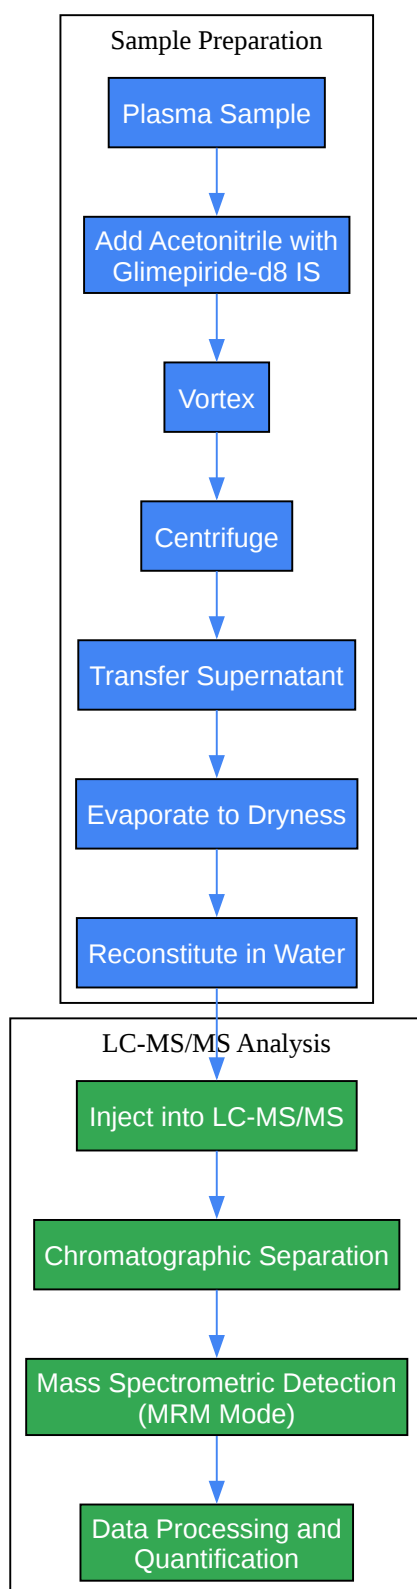 Sample Preparation
Plasma Sample
Add Acetonitrile with
Glimepiride-d8 IS
Vortex
Centrifuge
Transfer Supernatant
Evaporate to Dryness
Reconstitute in Water
LC-MS/MS Analysis
Inject into LC-MS/MS
Chromatographic Separation
Mass Spectrometric Detection
(MRM Mode)
Data Processing and
Quantification